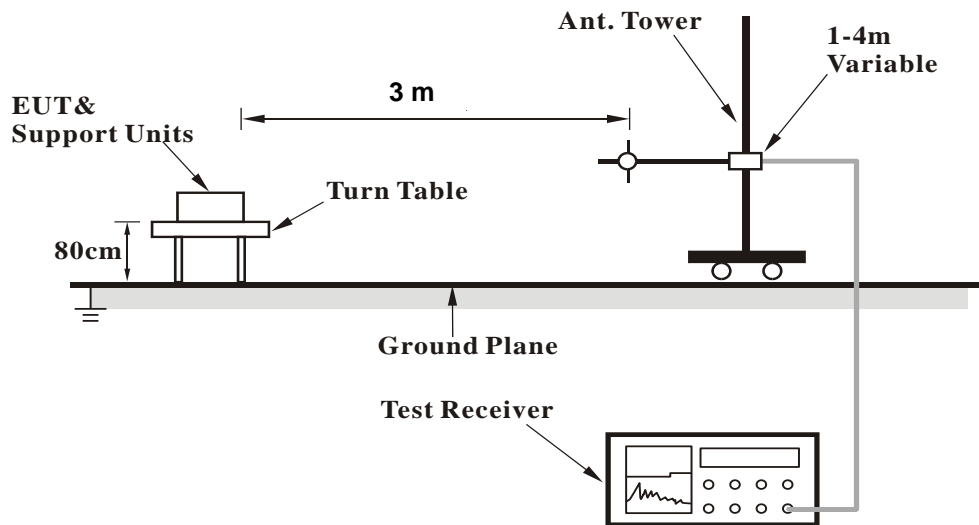 Ant. Tower
1-4m
Variable
3 m
EUT&
Support Units
Turn Table
80cm
Ground Plane
Test Receiver